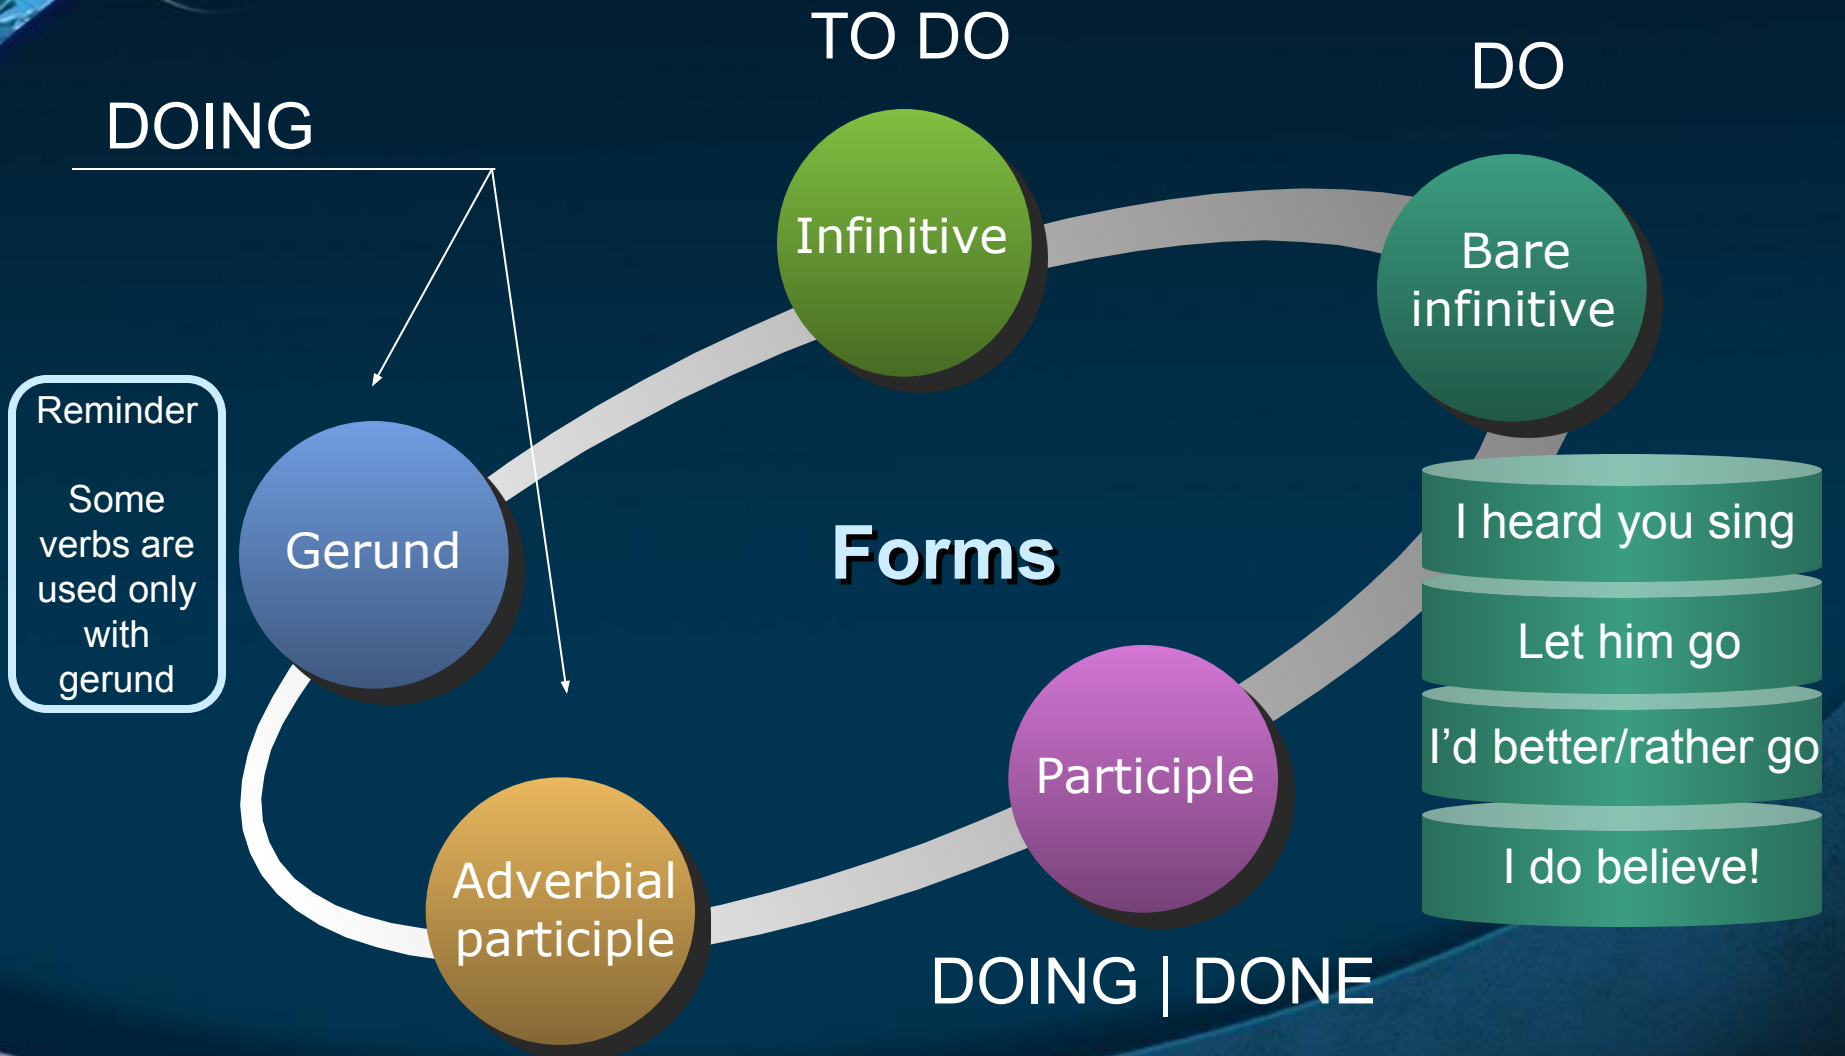 TO DO
DO
DOING
Infinitive
Bare
infinitive
Reminder
Some
verbs are
used only
with
gerund
Gerund
Forms
I heard you sing
Let him go
I’d better/rather go
I do believe!
Participle
Adverbial
participle
DOING | DONE